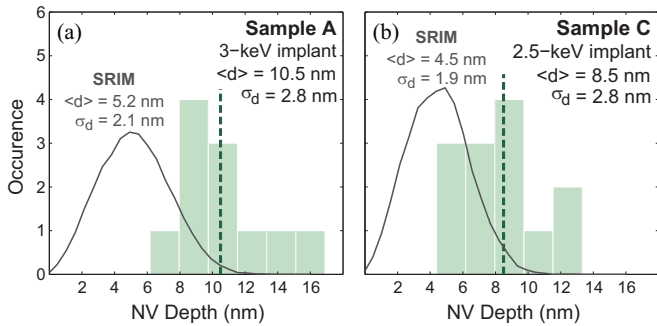 (a)
Sample A
3-keV implant
<d> = 10.5 nm
σd = 2.8 nm
SRIM
<d> = 5.2 nm
σd = 2.1 nm
Occurence
6
5
4
3
2
1
0
0 2 4 6 8 10 12 14 16
NV Depth (nm)
(b)
Sample C
2.5−keV implant
<d> = 8.5 nm
σd = 2.8 nm
SRIM
<d> = 4.5 nm
σd = 1.9 nm
2 4 6 8 10 12 14 16
NV Depth (nm)